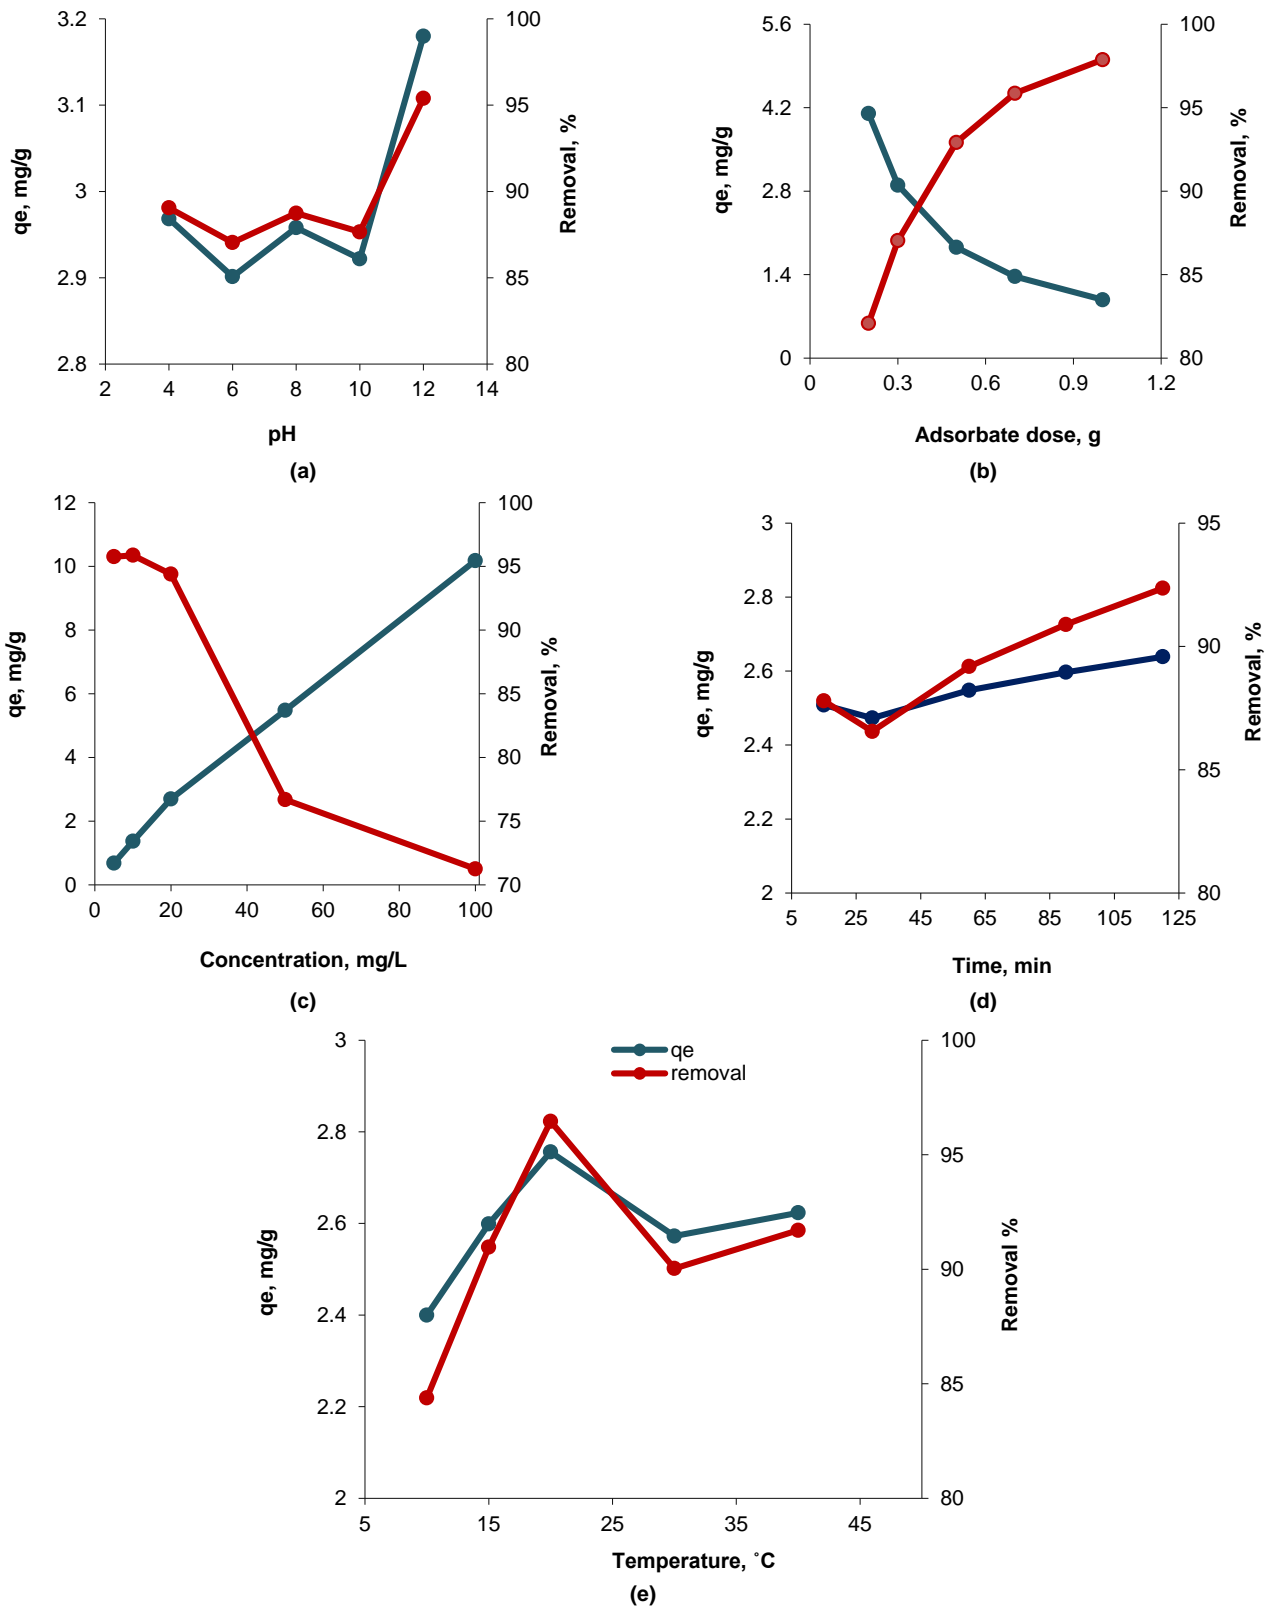 3.2
3.1
3
2.9
2.8
qe, mg/g
100
95
90
85
80
Removal, %
2 4 6 8 10 12 14
pH
(a)
5.6
4.2
2.8
1.4
0
qe, mg/g
100
95
90
85
80
Removal, %
0 0.3 0.6 0.9 1.2
Adsorbate dose, g
(b)
12
10
8
6
4
2
0
qe, mg/g
100
95
90
85
80
75
70
Removal, %
0 20 40 60 80 100
Concentration, mg/L
(c)
3
2.8
2.6
2.4
2.2
2
qe, mg/g
95
90
85
80
Removal, %
5 25 45 65 85 105 125
Time, min
(d)
3
2.8
2.6
2.4
2.2
2
qe, mg/g
qe
removal
100
95
90
85
80
Removal %
5 15 25 35 45
Temperature, ˚C
(e)